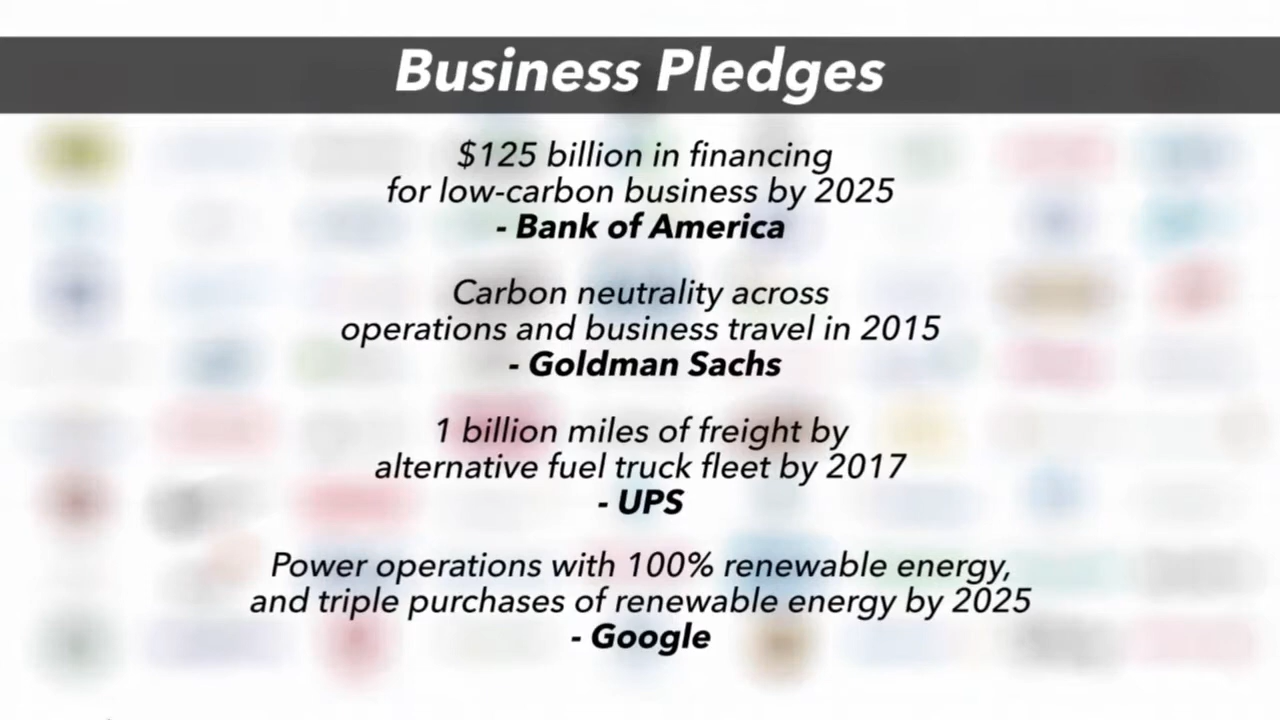 Business Pledges
$125 billion in financing
for low-carbon business by 2025
- Bank of America
Carbon neutrality across
operations and business travel in 2015
- Goldman Sachs
1 billion miles of freight by
alternative fuel truck fleet by 2017
- UPS
Power operations with 100% renewable energy,
and triple purchases of renewable energy by 2025
- Google